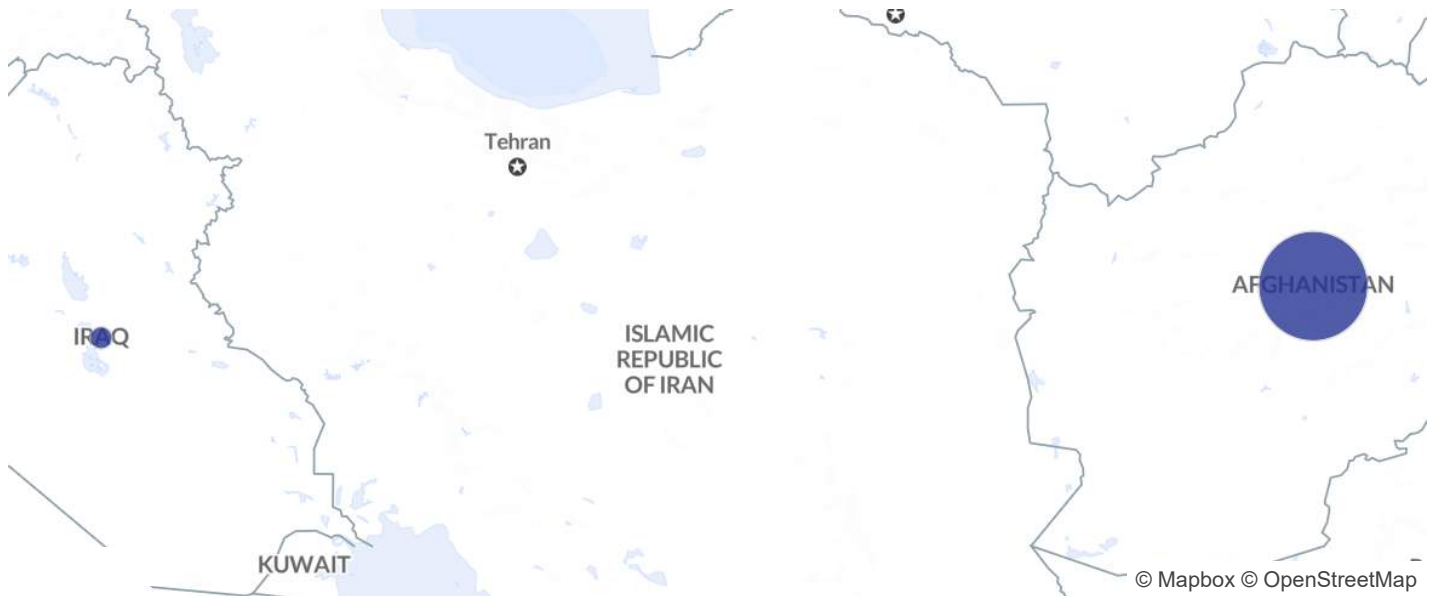 Tehran
AFGHANISTAN
IRAQ
ISLAMIC
REPUBLIC
OF IRAN
KUWAIT
© Mapbox © OpenStreetMap